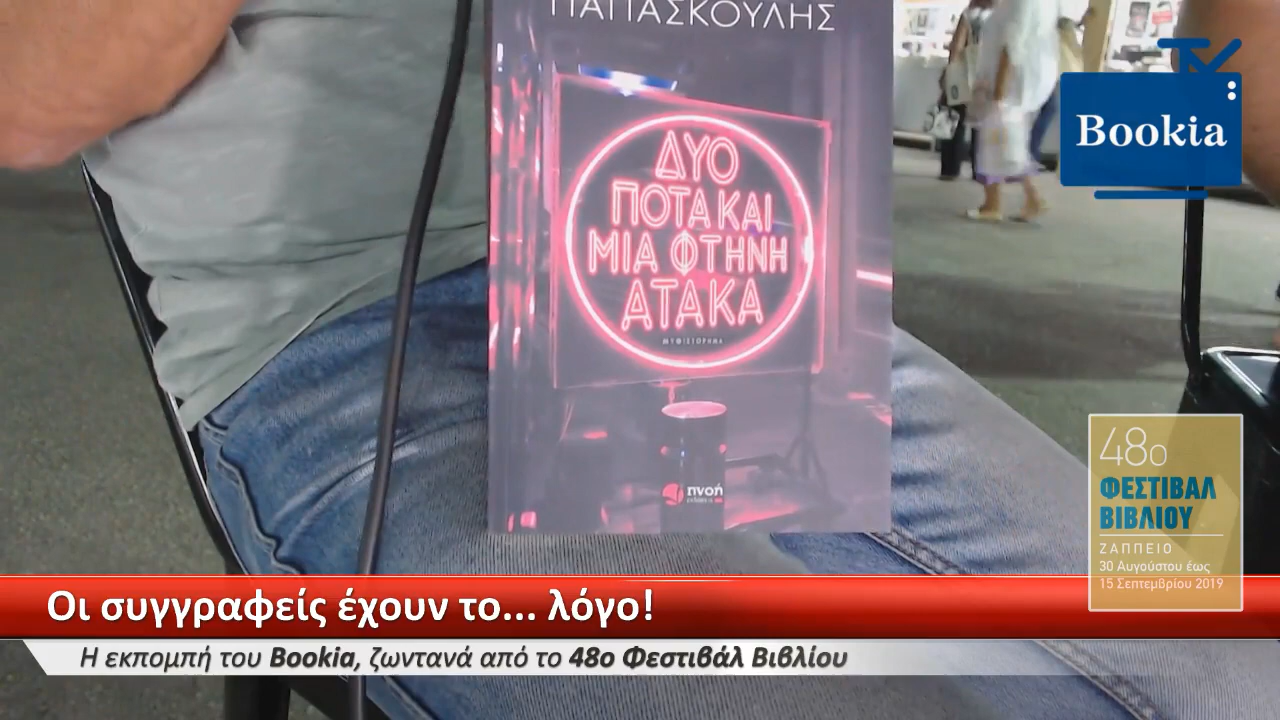 ΠΑΠΑΣΚΟΥΛΗΣ
ΔΥΟ
ΠΟΤΑ ΚΑΙ
ΜΙΑ ΦΤΗΝΗ
ΑΤΑΚΑ
ΜΥΘΙΣΤΟΡΗΜΑ
πνοή
TV
Bookia
48ο
ΦΕΣΤΙΒΑΛ
ΒΙΒΛΙΟΥ
ΖΑΠΠΕΙΟ
30 Αυγούστου έως
15 Σεπτεμβρίου 2019
Οι συγγραφείς έχουν το... λόγο!
Η εκπομπή του Bookia, ζωντανά από το 48ο Φεστιβάλ Βιβλίου